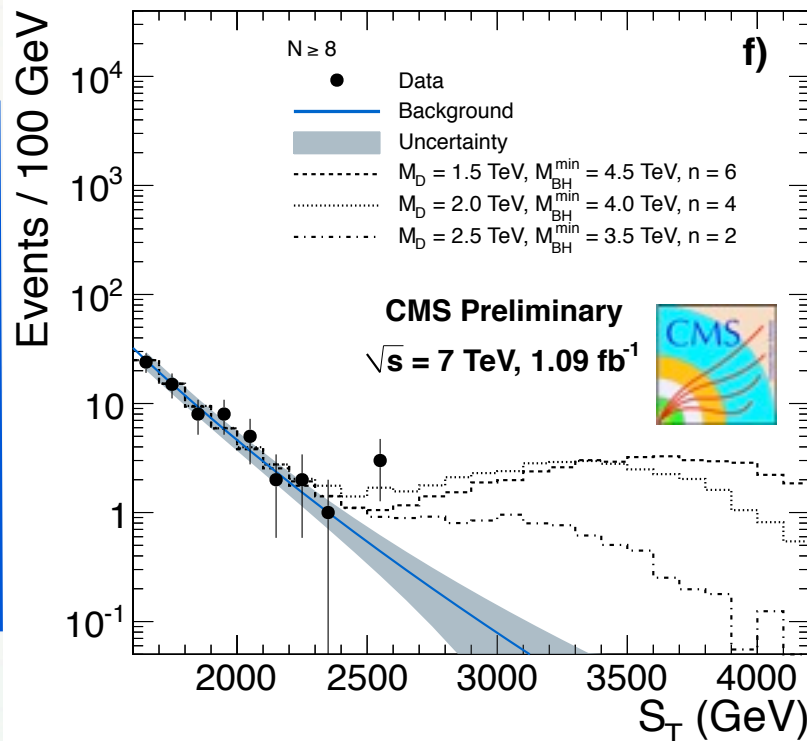 f)
N ≥ 8
Data
Background
Uncertainty
M_D = 1.5 TeV, M_BH^min = 4.5 TeV, n = 6
M_D = 2.0 TeV, M_BH^min = 4.0 TeV, n = 4
M_D = 2.5 TeV, M_BH^min = 3.5 TeV, n = 2
CMS Preliminary
√s = 7 TeV, 1.09 fb^-1
CMS
Events / 100 GeV
10^4
10^3
10^2
10
1
10^-1
2000 2500 3000 3500 4000
S_T (GeV)